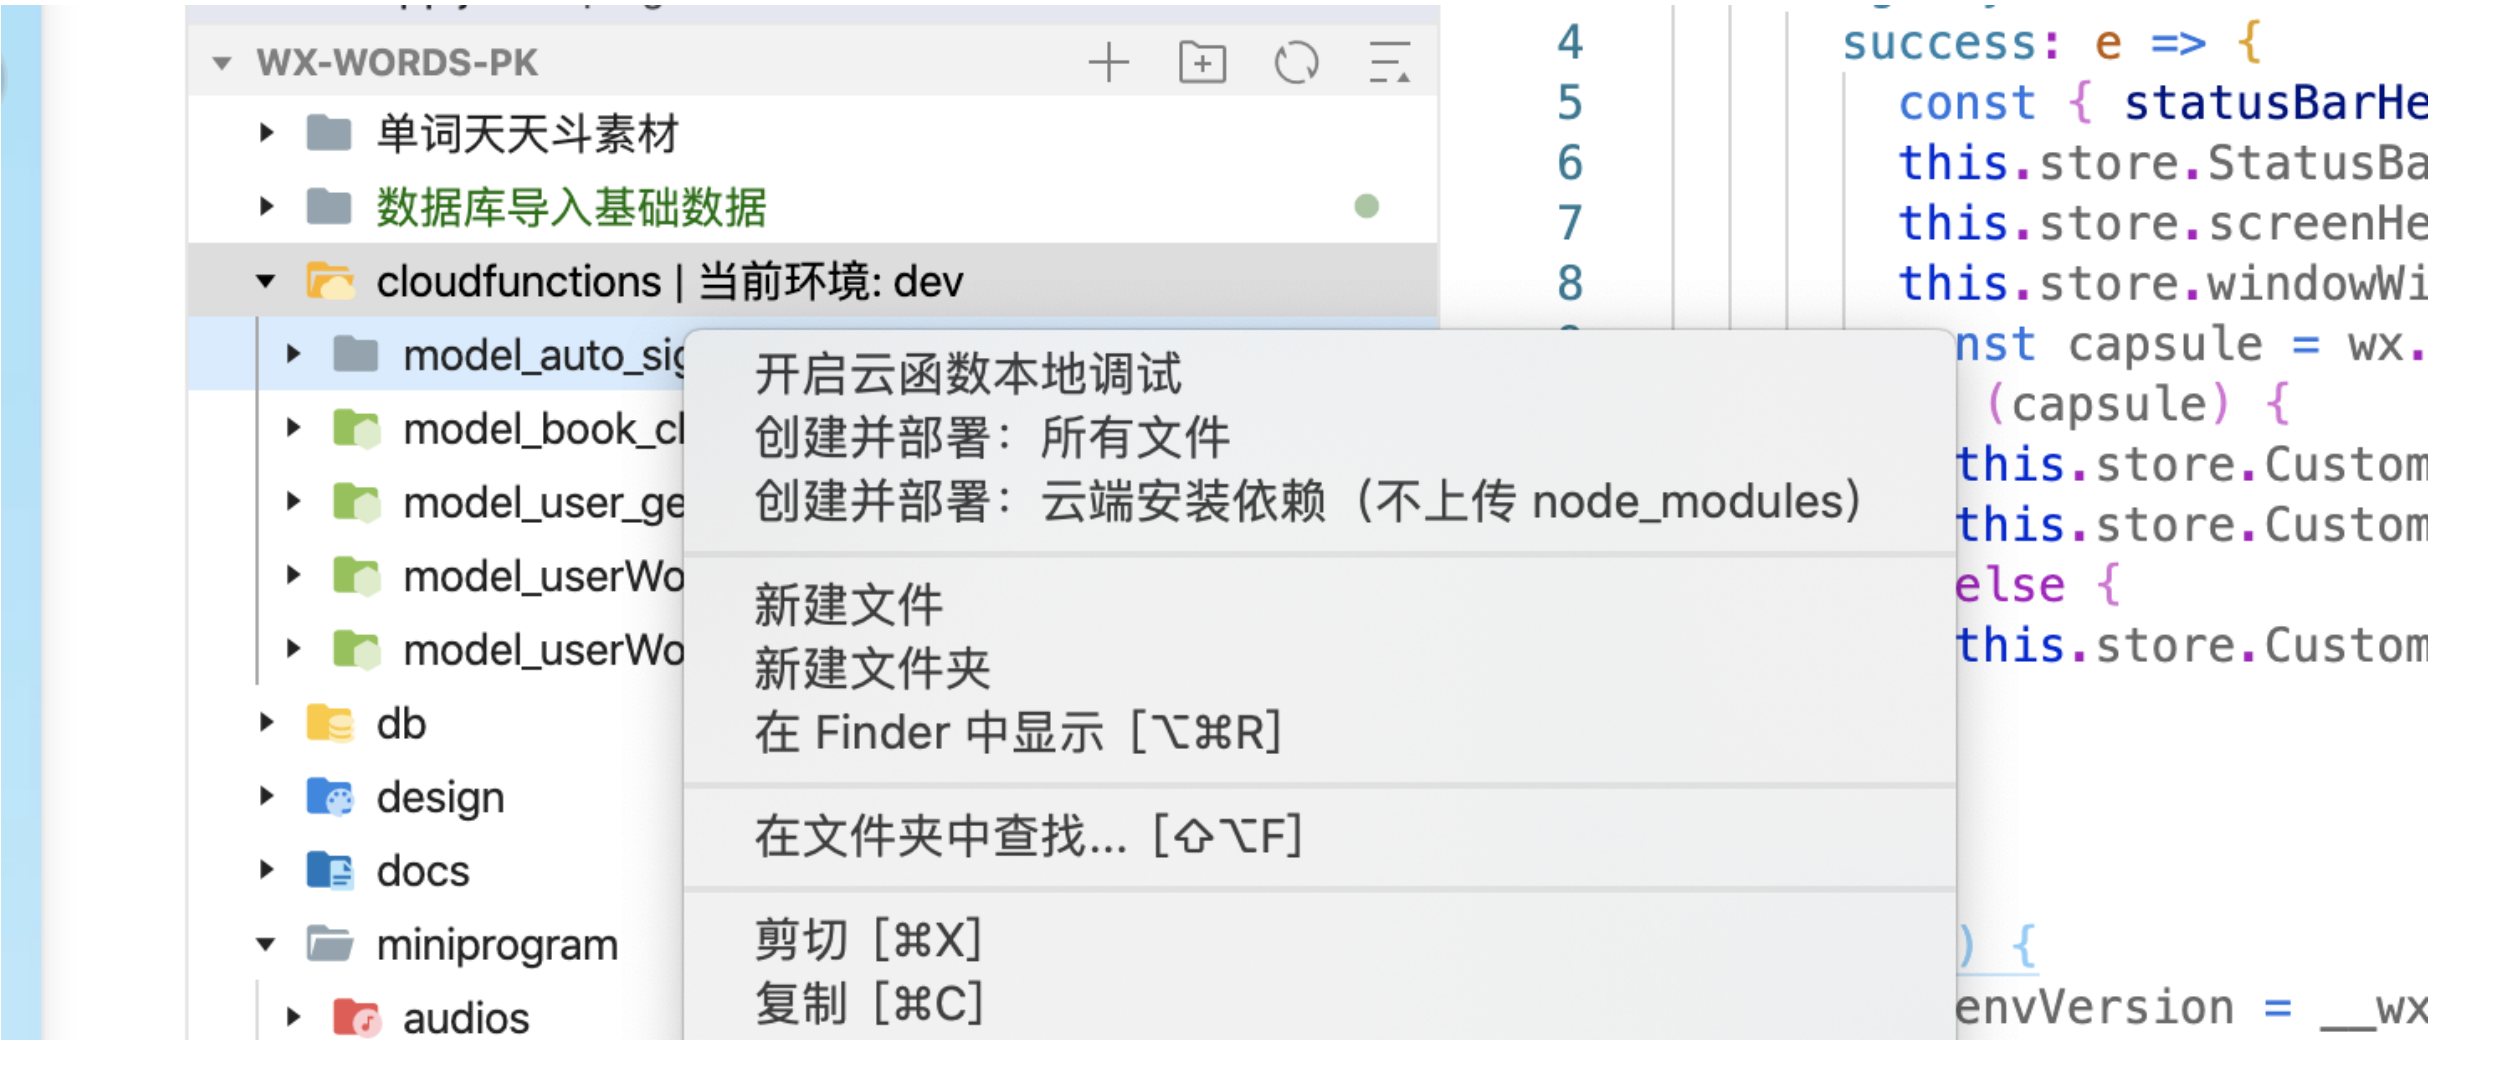 WX-WORDS-PK
单词天天斗素材
数据库导入基础数据
cloudfunctions | 当前环境: dev
model_auto_sig
model_book_cl
model_user_ge
model_userWo
model_userWo
db
design
docs
miniprogram
audios
开启云函数本地调试
创建并部署：所有文件
创建并部署：云端安装依赖（不上传 node_modules）
新建文件
新建文件夹
在 Finder 中显示 [⌥⌘R]
在文件夹中查找... [⇧⌥F]
剪切 [⌘X]
复制 [⌘C]
4 success: e => {
5 const { statusBarHe
6 this.store.StatusBa
7 this.store.screenHe
8 this.store.windowWi
nst capsule = wx.
(capsule) {
this.store.Custom
this.store.Custom
else {
this.store.Custom
) {
envVersion = __wx